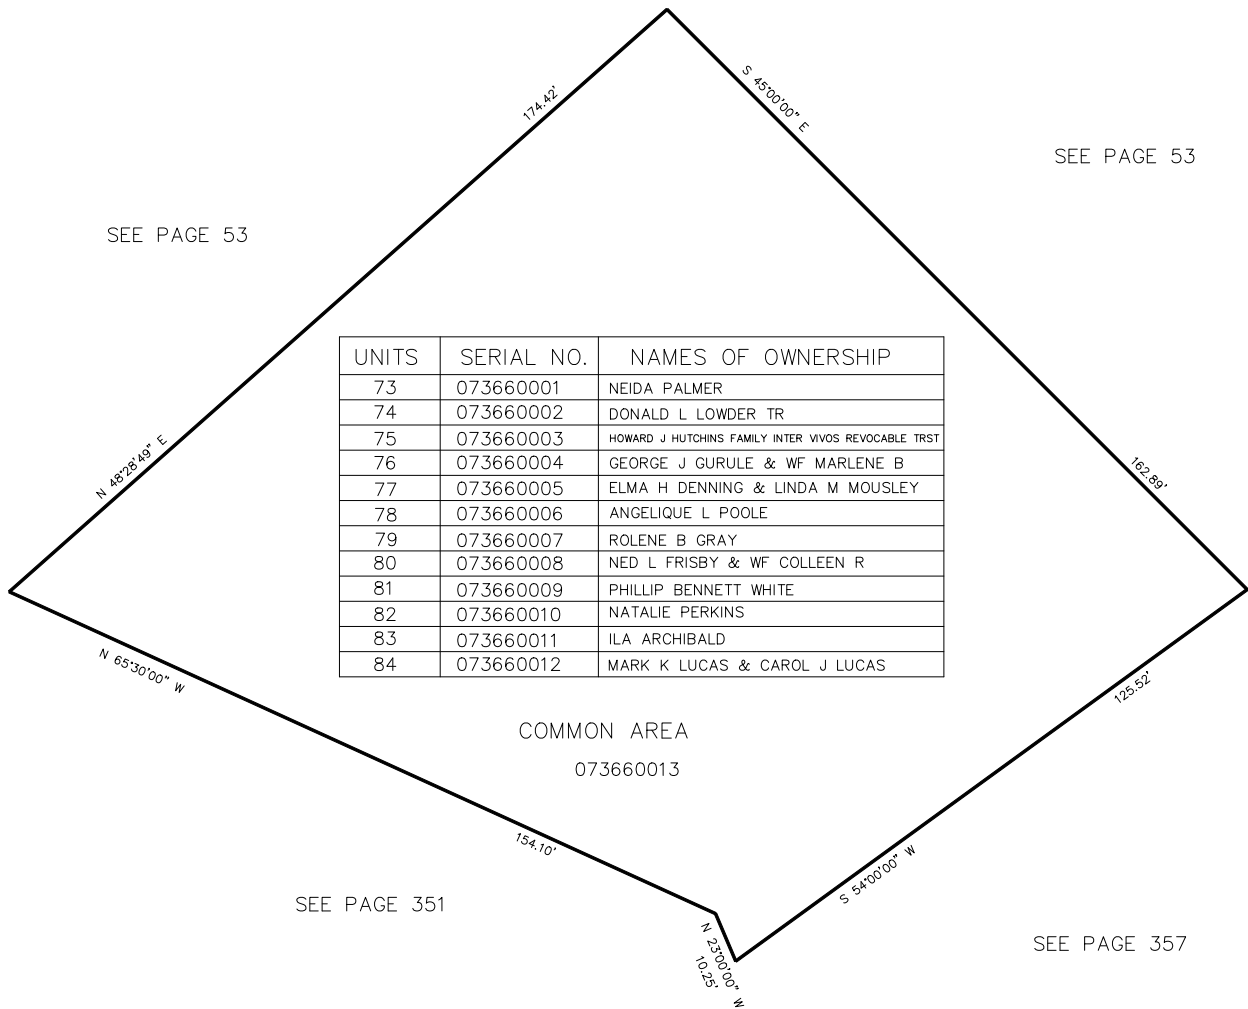 174.42'
S 45°00'00" E
SEE PAGE 53
SEE PAGE 53
UNITS SERIAL NO. NAMES OF OWNERSHIP
73 073660001 NEIDA PALMER
74 073660002 DONALD L LOWDER TR
75 073660003 HOWARD J HUTCHINS FAMILY INTER VIVOS REVOCABLE TRST
76 073660004 GEORGE J GURULE & WF MARLENE B
77 073660005 ELMA H DENNING & LINDA M MOUSLEY
78 073660006 ANGELIQUE L POOLE
79 073660007 ROLENE B GRAY
80 073660008 NED L FRISBY & WF COLLEEN R
81 073660009 PHILLIP BENNETT WHITE
82 073660010 NATALIE PERKINS
83 073660011 ILA ARCHIBALD
84 073660012 MARK K LUCAS & CAROL J LUCAS
N 48°28'49" E
162.89'
N 65°30'00" W
125.52'
COMMON AREA
073660013
154.10'
S 54°00'00" W
SEE PAGE 351
N 23°00'00" W
10.25'
SEE PAGE 357